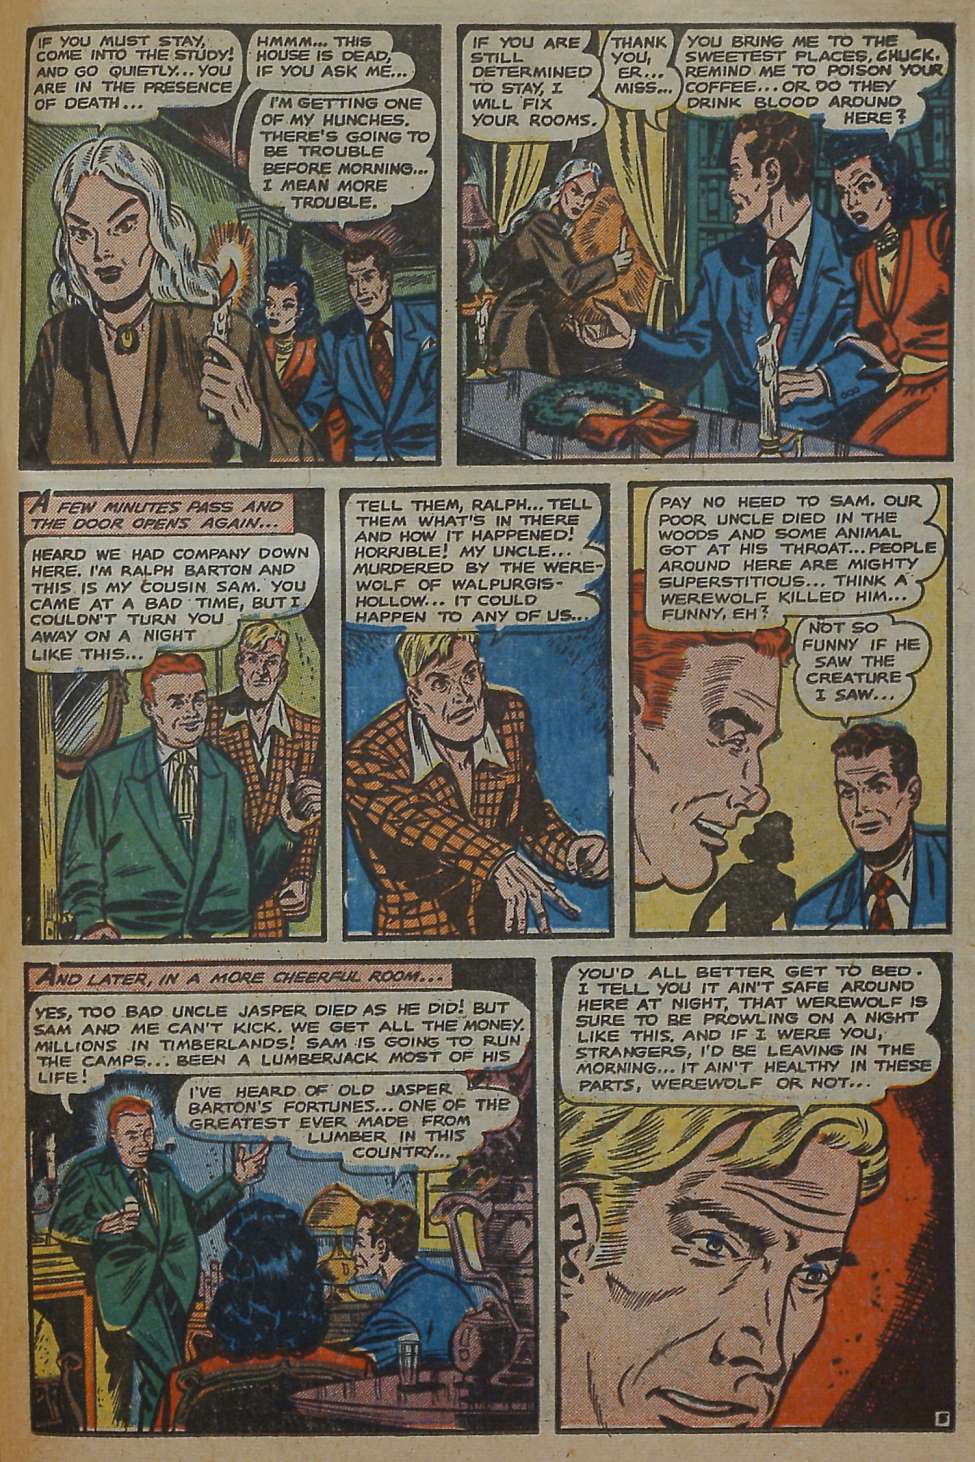 IF YOU MUST STAY,
COME INTO THE STUDY!
AND GO QUIETLY... YOU
ARE IN THE PRESENCE
OF DEATH...
HMMM... THIS
HOUSE IS DEAD,
IF YOU ASK ME...
I'M GETTING ONE
OF MY HUNCHES.
THERE'S GOING TO
BE TROUBLE
BEFORE MORNING...
I MEAN MORE
TROUBLE.
IF YOU ARE
STILL
DETERMINED
TO STAY, I
WILL FIX
YOUR ROOMS.
THANK
YOU,
ER...
MISS...
YOU BRING ME TO THE
SWEETEST PLACES, CHUCK.
REMIND ME TO POISON YOUR
COFFEE... OR DO THEY
DRINK BLOOD AROUND
HERE?
A FEW MINUTES PASS AND
THE DOOR OPENS AGAIN...
HEARD WE HAD COMPANY DOWN
HERE. I'M RALPH BARTON AND
THIS IS MY COUSIN SAM. YOU
CAME AT A BAD TIME, BUT I
COULDN'T TURN YOU
AWAY ON A NIGHT
LIKE THIS...
TELL THEM, RALPH... TELL
THEM WHAT'S IN THERE
AND HOW IT HAPPENED!
HORRIBLE! MY UNCLE...
MURDERED BY THE WERE-
WOLF OF WALPURGIS-
HOLLOW... IT COULD
HAPPEN TO ANY OF US...
PAY NO HEED TO SAM. OUR
POOR UNCLE DIED IN THE
WOODS AND SOME ANIMAL
GOT AT HIS THROAT... PEOPLE
AROUND HERE ARE MIGHTY
SUPERSTITIOUS... THINK A
WEREWOLF KILLED HIM...
FUNNY, EH?
NOT SO
FUNNY IF HE
SAW THE
CREATURE
I SAW...
AND LATER, IN A MORE CHEERFUL ROOM...
YES, TOO BAD UNCLE JASPER DIED AS HE DID! BUT
SAM AND ME CAN'T KICK. WE GET ALL THE MONEY.
MILLIONS IN TIMBERLANDS! SAM IS GOING TO RUN
THE CAMPS... BEEN A LUMBERJACK MOST OF HIS
LIFE!
I'VE HEARD OF OLD JASPER
BARTON'S FORTUNES... ONE OF THE
GREATEST EVER MADE FROM
LUMBER IN THIS
COUNTRY...
YOU'D ALL BETTER GET TO BED.
I TELL YOU IT AIN'T SAFE AROUND
HERE AT NIGHT, THAT WEREWOLF IS
SURE TO BE PROWLING ON A NIGHT
LIKE THIS. AND IF I WERE YOU,
STRANGERS, I'D BE LEAVING IN THE
MORNING... IT AIN'T HEALTHY IN THESE
PARTS, WEREWOLF OR NOT...